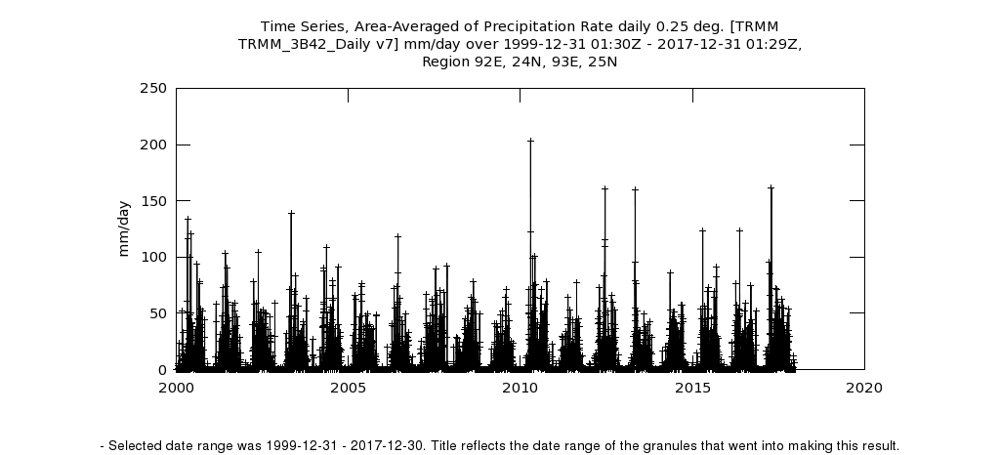 Time Series, Area-Averaged of Precipitation Rate daily 0.25 deg. [TRMM
TRMM_3B42_Daily v7] mm/day over 1999-12-31 01:30Z - 2017-12-31 01:29Z,
Region 92E, 24N, 93E, 25N
250
200
150
100
50
0
mm/day
2000 2005 2010 2015 2020
- Selected date range was 1999-12-31 - 2017-12-30. Title reflects the date range of the granules that went into making this result.